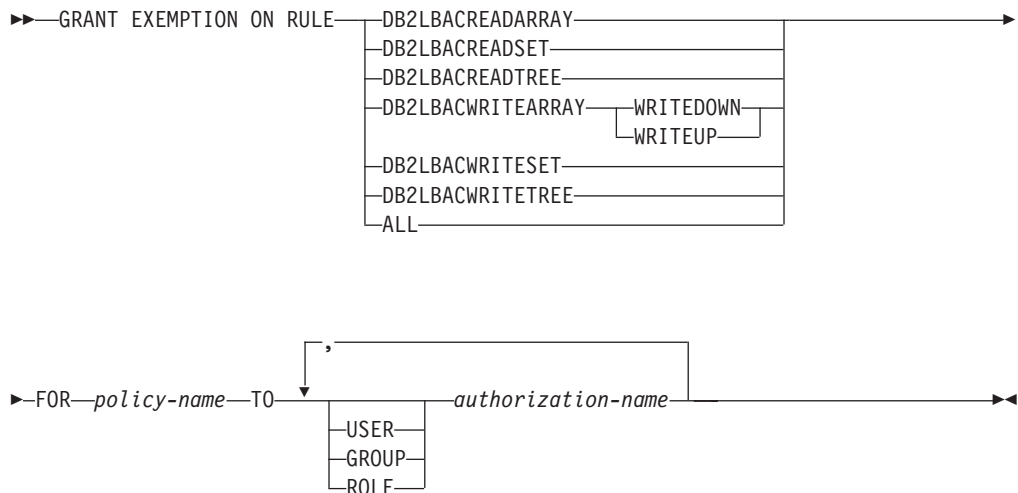 GRANT EXEMPTION ON RULE DB2LBACREADARRAY
DB2LBACREADSET
DB2LBACREADTREE
DB2LBACWRITEARRAY WRITEDOWN
WRITEUP
DB2LBACWRITESET
DB2LBACWRITETREE
ALL
,
FOR policy-name TO authorization-name
USER
GROUP
ROLE